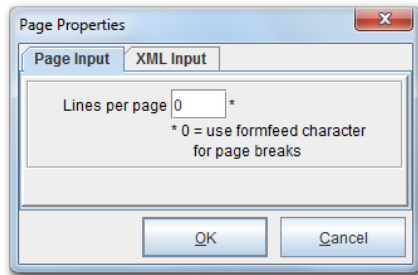 Page Properties
Page Input XML Input
Lines per page 0 *
* 0 = use formfeed character
for page breaks
OK Cancel